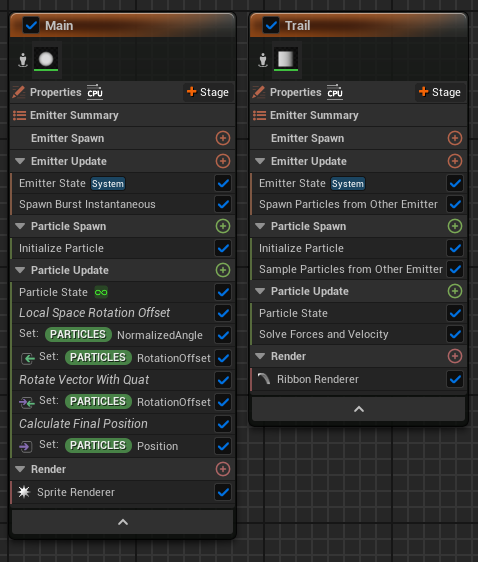 Main
Properties CPU + Stage
Emitter Summary
Emitter Spawn
Emitter Update
Emitter State System
Spawn Burst Instantaneous
Particle Spawn
Initialize Particle
Particle Update
Particle State
Local Space Rotation Offset
Set: PARTICLES NormalizedAngle
Set: PARTICLES RotationOffset
Rotate Vector With Quat
Set: PARTICLES RotationOffset
Calculate Final Position
Set: PARTICLES Position
Render
Sprite Renderer
Trail
Properties CPU + Stage
Emitter Summary
Emitter Spawn
Emitter Update
Emitter State System
Spawn Particles from Other Emitter
Particle Spawn
Initialize Particle
Sample Particles from Other Emitter
Particle Update
Particle State
Solve Forces and Velocity
Render
Ribbon Renderer